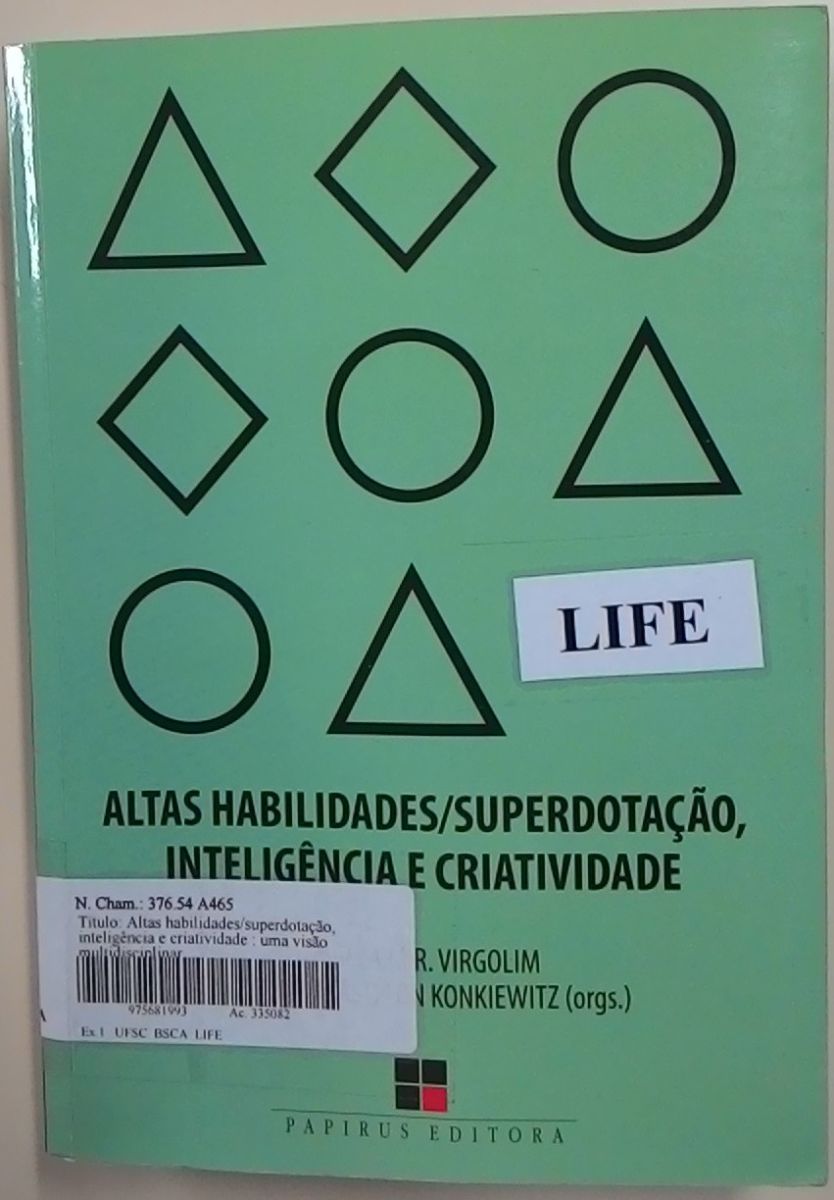 LIFE
ALTAS HABILIDADES/SUPERDOTAÇÃO,
INTELIGÊNCIA E CRIATIVIDADE
N. Cham.: 376.54 A465
Título: Altas habilidades/superdotação,
inteligência e criatividade : uma visão
multidisciplinar
975681993 Ac. 335082
Ex.1 UFSC BSCA LIFE
R. VIRGOLIM
N KONKIEWITZ (orgs.)
PAPIRUS EDITORA